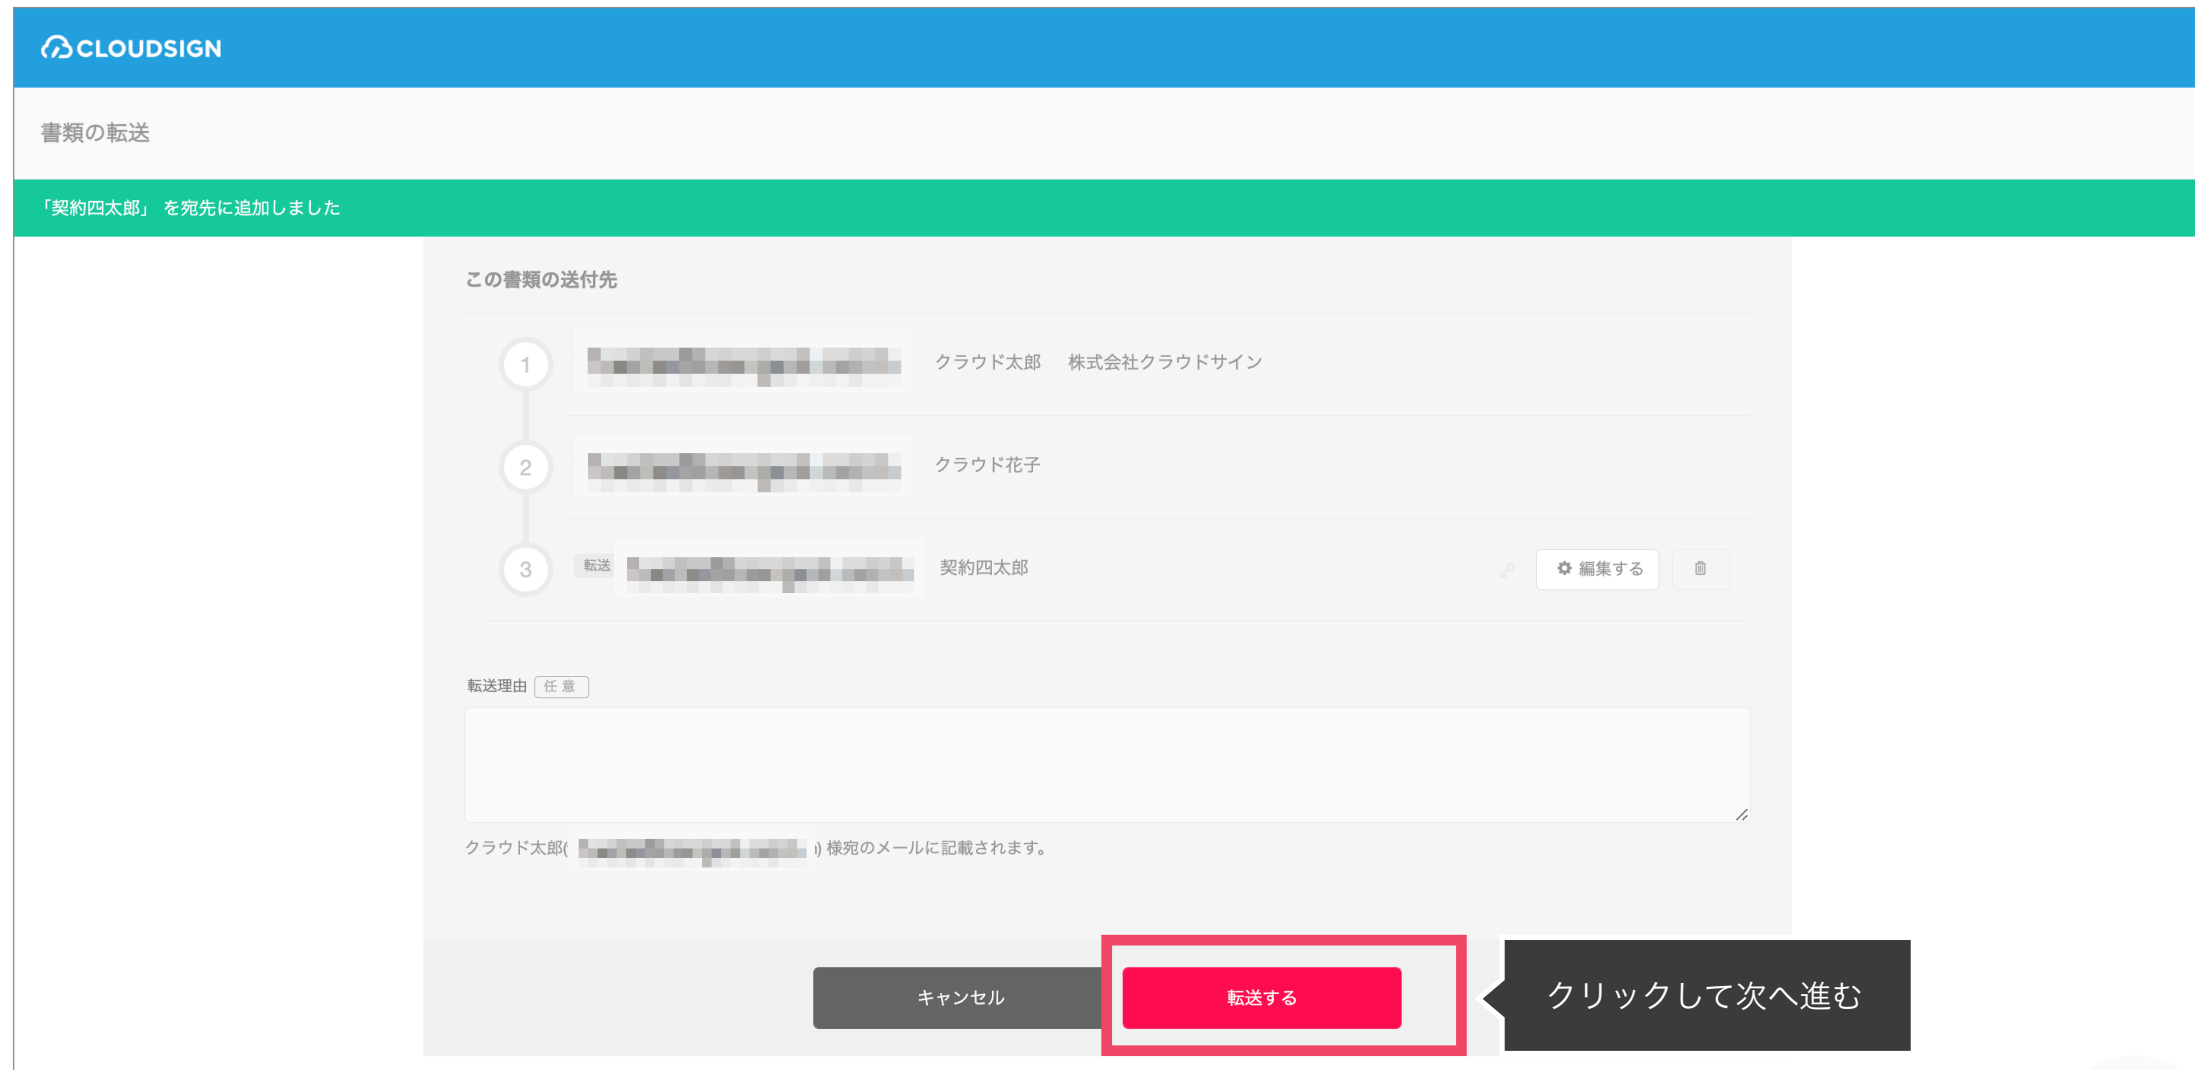 CLOUDSIGN
書類の転送
「契約四太郎」 を宛先に追加しました
この書類の送付先
1 クラウド太郎 株式会社クラウドサイン
2 クラウド花子
3 転送 契約四太郎 編集する
転送理由 任意
クラウド太郎( ) 様宛のメールに記載されます。
キャンセル 転送する クリックして次へ進む